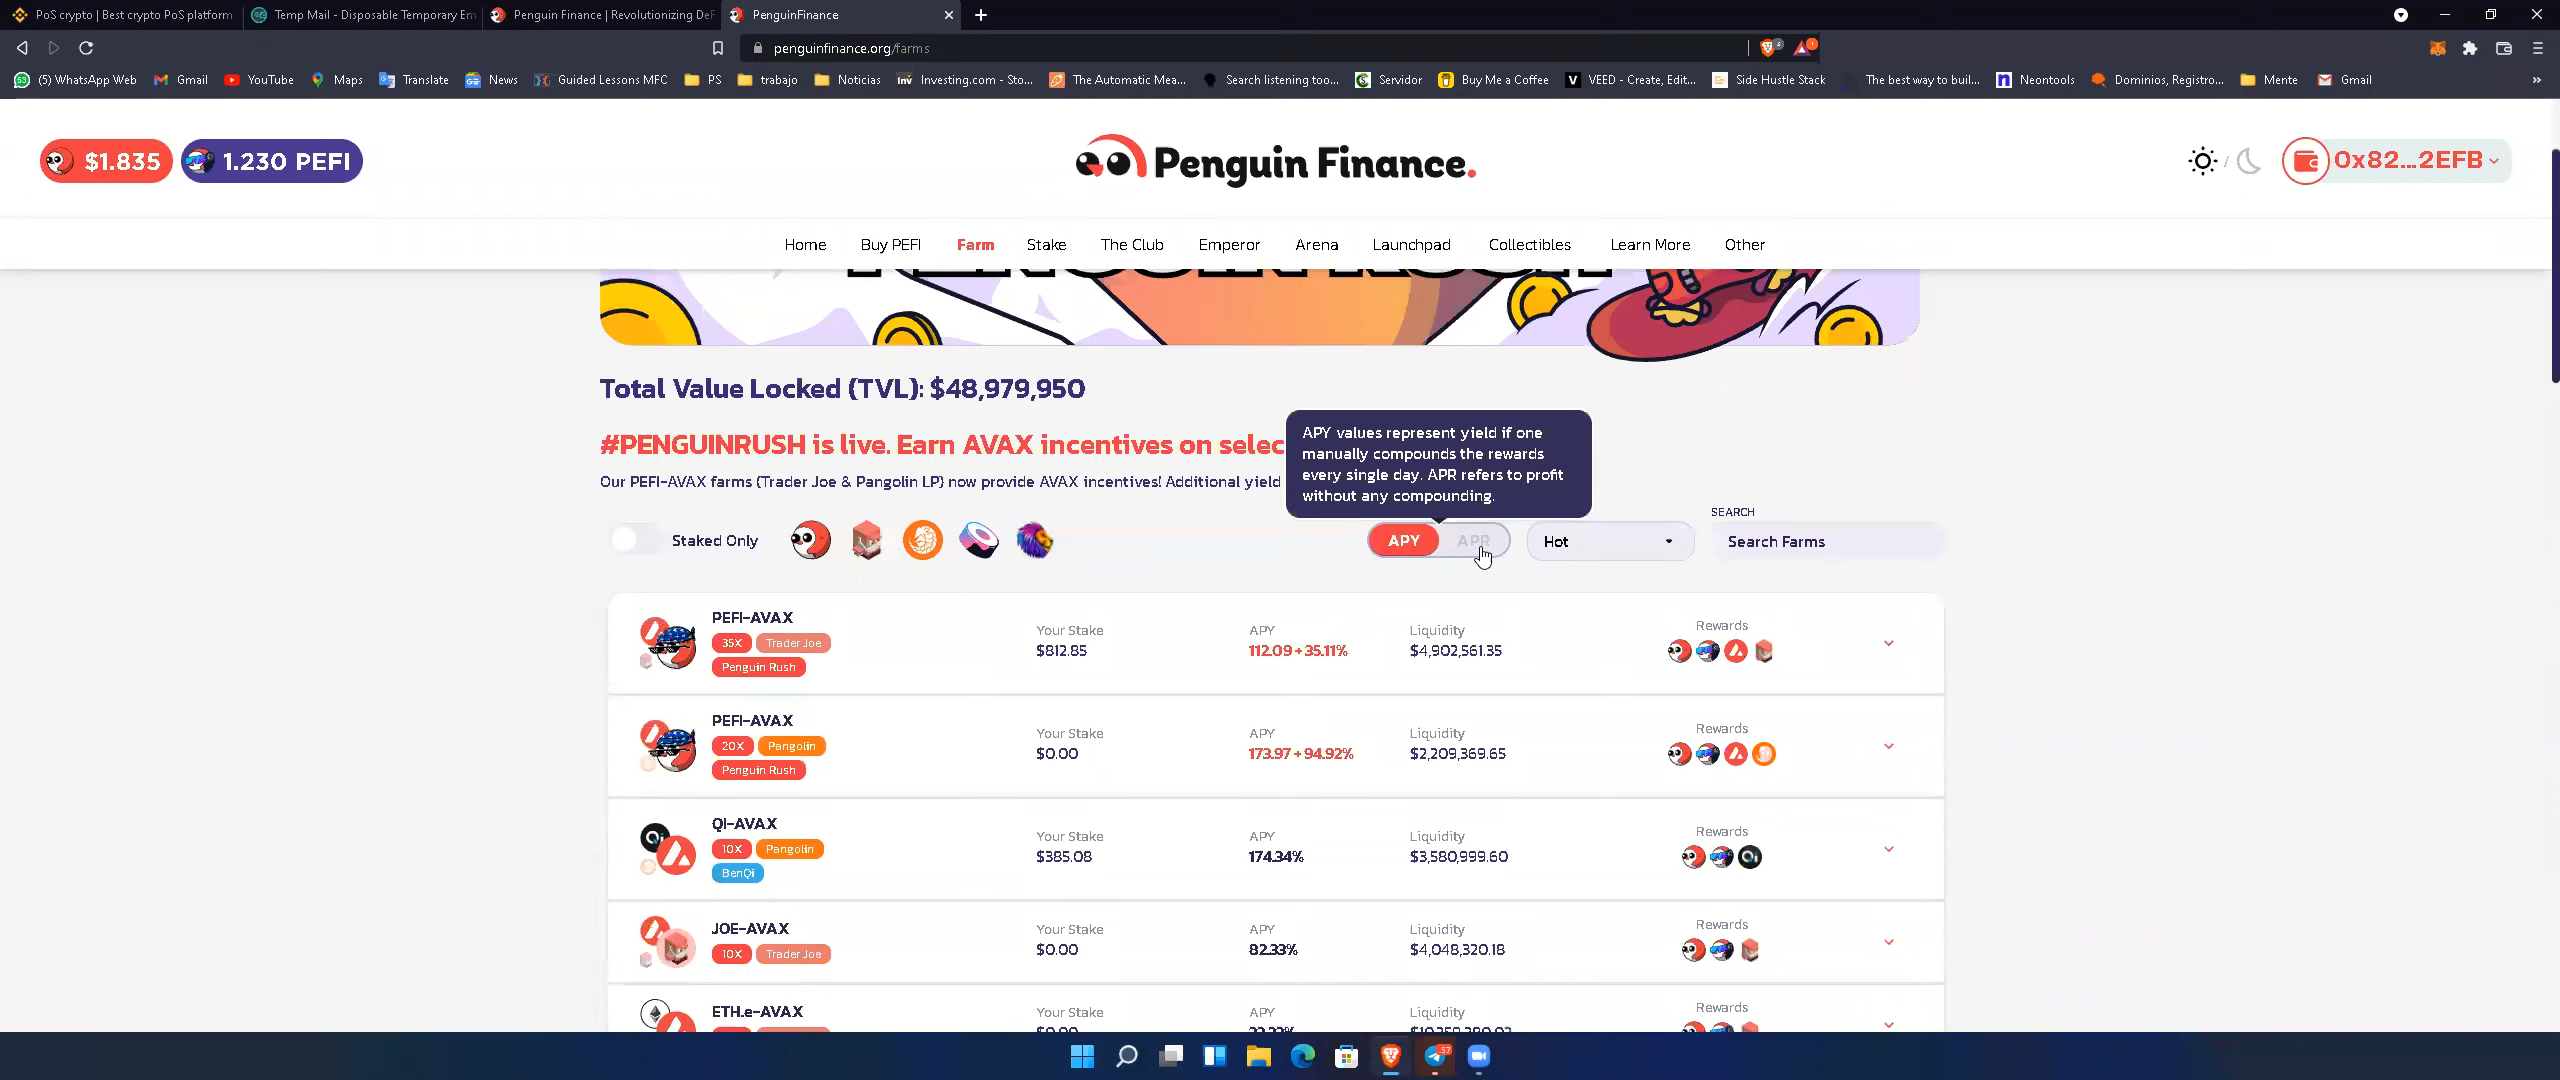 PoS crypto | Best crypto PoS platform
Temp Mail - Disposable Temporary Em
Penguin Finance | Revolutionizing DeF
PenguinFinance
penguinfinance.org/farms
(5) WhatsApp Web
Gmail
YouTube
Maps
Translate
News
Guided Lessons MFC
PS
trabajo
Noticias
Investing.com - Sto...
The Automatic Mea...
Search listening too...
Servidor
Buy Me a Coffee
VEED - Create, Edit...
Side Hustle Stack
The best way to buil...
Neontools
Dominios, Registro...
Mente
Gmail
$1.835
1.230 PEFI
Penguin Finance.
0x82...2EFB
Home
Buy PEFI
Farm
Stake
The Club
Emperor
Arena
Launchpad
Collectibles
Learn More
Other
Total Value Locked (TVL): $48,979,950
#PENGUINRUSH is live. Earn AVAX incentives on selec
Our PEFI-AVAX farms (Trader Joe & Pangolin LP) now provide AVAX incentives! Additional yield
APY values represent yield if one
manually compounds the rewards
every single day. APR refers to profit
without any compounding.
Staked Only
APY
APR
Hot
SEARCH
Search Farms
PEFI-AVAX
35X Trader Joe
Penguin Rush
Your Stake
$812.85
APY
112.09 + 35.11%
Liquidity
$4,902,561.35
Rewards
PEFI-AVAX
20X Pangolin
Penguin Rush
Your Stake
$0.00
APY
173.97 + 94.92%
Liquidity
$2,209,369.65
Rewards
QI-AVAX
10X Pangolin
BenQi
Your Stake
$385.08
APY
174.34%
Liquidity
$3,580,999.60
Rewards
JOE-AVAX
10X Trader Joe
Your Stake
$0.00
APY
82.33%
Liquidity
$4,048,320.18
Rewards
ETH.e-AVAX
Your Stake
APY
Liquidity
Rewards
57